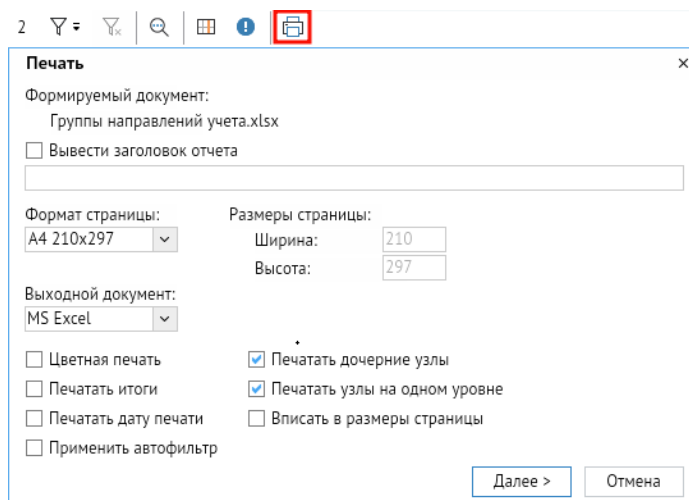 2
Печать
Формируемый документ:
Группы направлений учета.xlsx
Вывести заголовок отчета
Формат страницы: Размеры страницы:
A4 210x297 Ширина: 210
Высота: 297
Выходной документ:
MS Excel
Цветная печать Печатать дочерние узлы
Печатать итоги Печатать узлы на одном уровне
Печатать дату печати Вписать в размеры страницы
Применить автофильтр
Далее > Отмена